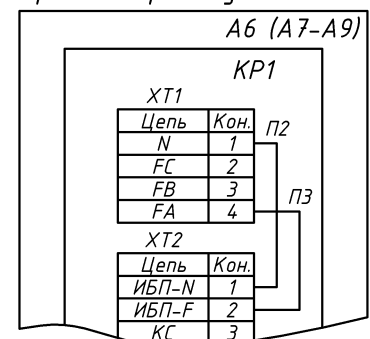 А6 (А7-А9)
КР1
ХТ1
Цепь Кон.
N 1
FC 2
FB 3
FA 4
П2
П3
ХТ2
Цепь Кон.
ИБП-N 1
ИБП-F 2
КС 3